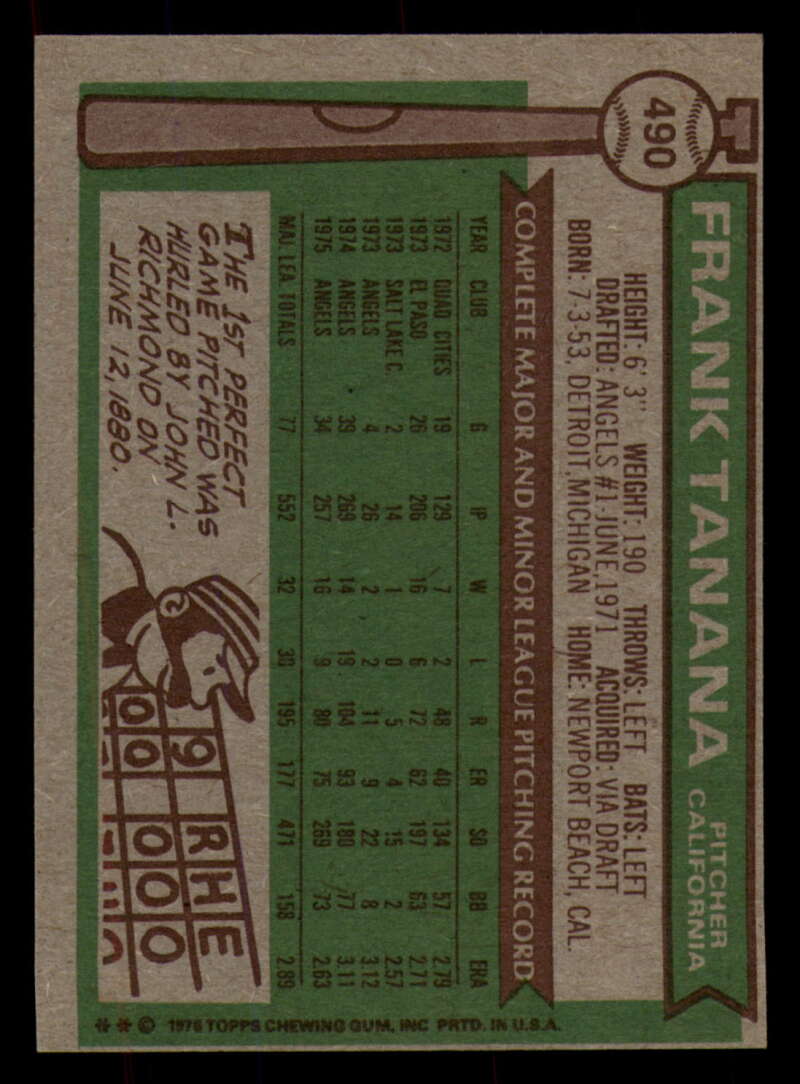 490
FRANK TANANA
PITCHER
CALIFORNIA
HEIGHT: 6' 3" WEIGHT: 190 THROWS: LEFT BATS: LEFT
DRAFTED: ANGELS #1-JUNE, 1971 ACQUIRED: VIA DRAFT
BORN: 7-3-53, DETROIT, MICHIGAN HOME: NEWPORT BEACH, CAL.
COMPLETE MAJOR AND MINOR LEAGUE PITCHING RECORD
YEAR CLUB G IP W L R ER SO BB ERA
1972 QUAD CITIES 19 129 7 2 48 40 134 57 2.79
1973 EL PASO 26 206 16 6 72 62 197 63 2.71
1973 SALT LAKE C. 2 14 1 0 5 4 15 2 2.57
1973 ANGELS 4 26 2 2 11 9 22 8 3.12
1974 ANGELS 39 269 14 19 104 93 180 77 3.11
1975 ANGELS 34 257 16 9 80 75 269 73 2.63
MAJ. LEA. TOTALS 77 552 32 30 195 177 471 158 2.89
THE 1ST PERFECT
GAME PITCHED WAS
HURLED BY JOHN L.
RICHMOND ON
JUNE 12, 1880.
9 R H E
0 0 0 0
0 0
** © 1976 TOPPS CHEWING GUM, INC PRTD. IN U.S.A.